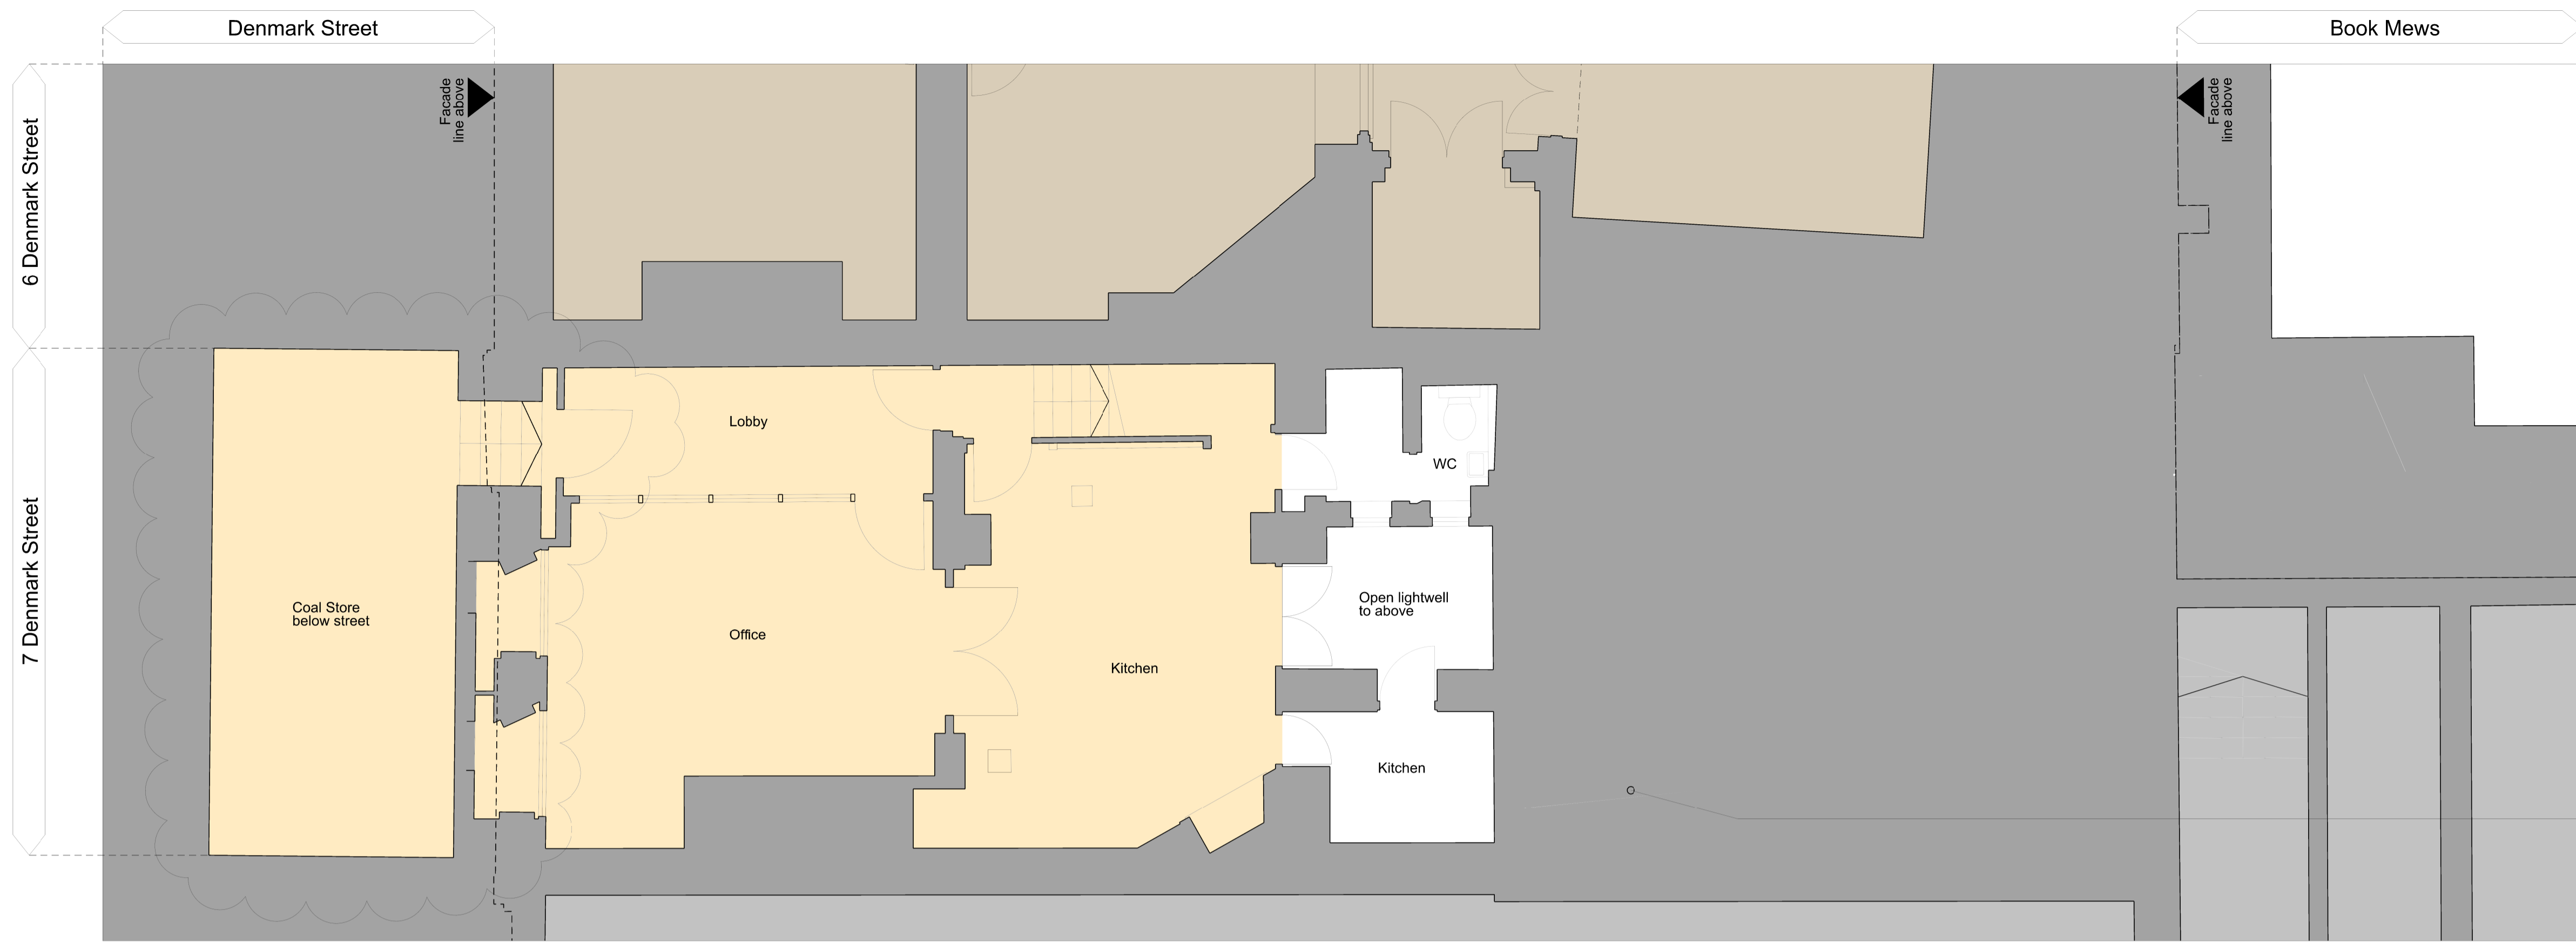 Denmark Street
Book Mews
Facade
line above
Facade
line above
6 Denmark Street
7 Denmark Street
Lobby
WC
Coal Store
below street
Office
Open lightwell
to above
Kitchen
Kitchen